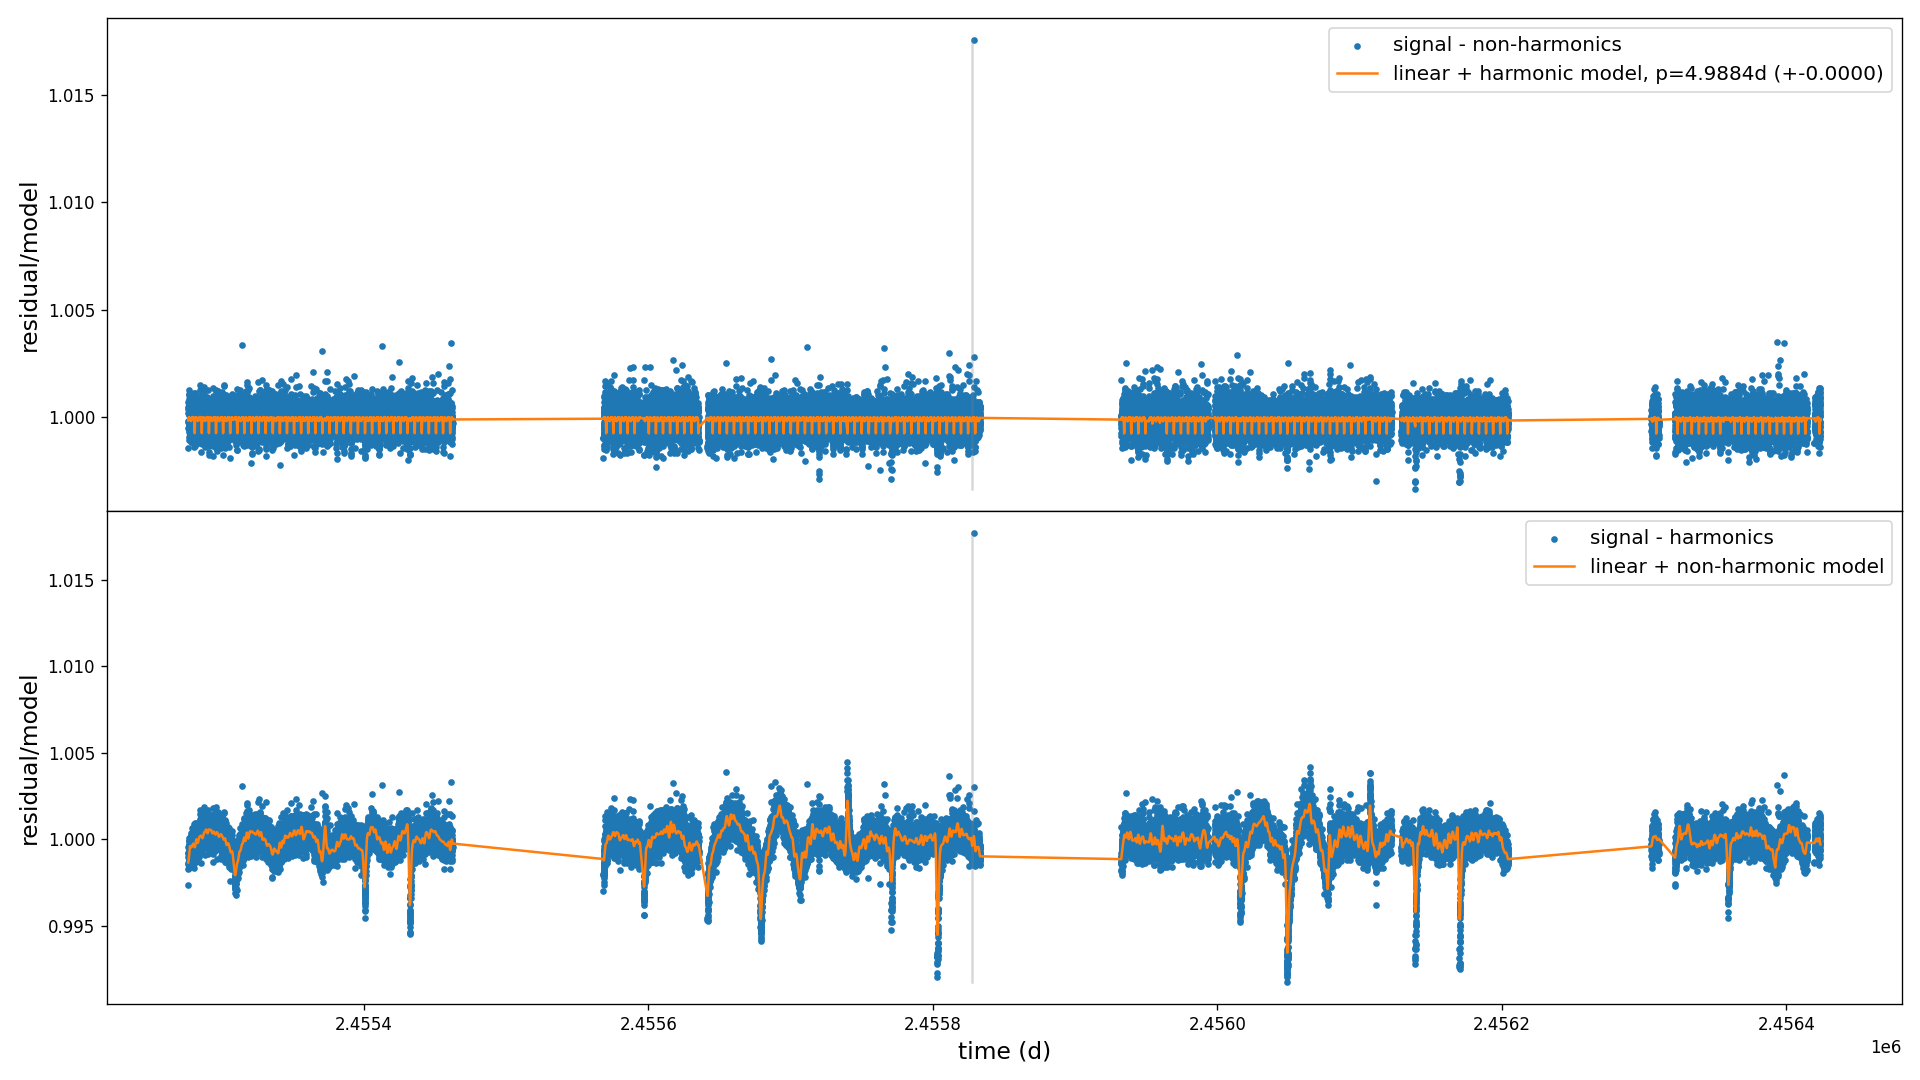 signal - non-harmonics
linear + harmonic model, p=4.9884d (+-0.0000)
residual/model
1.015
1.010
1.005
1.000
signal - harmonics
linear + non-harmonic model
residual/model
1.015
1.010
1.005
1.000
0.995
2.4554
2.4556
2.4558
2.4560
2.4562
2.4564
time (d)
1e6